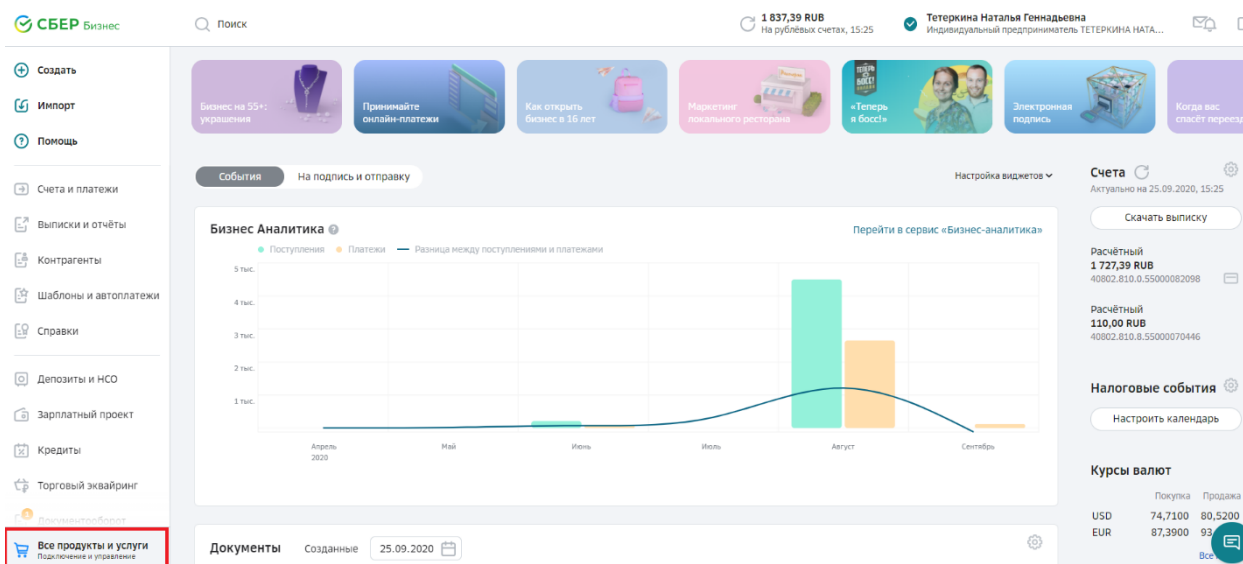 СБЕР Бизнес
Поиск
1 837,39 RUB
На рублёвых счетах, 15:25
Тетеркина Наталья Геннадьевна
Индивидуальный предприниматель ТЕТЕРКИНА НАТА...
Создать
Импорт
Помощь
Счета и платежи
Выписки и отчёты
Контрагенты
Шаблоны и автоплатежи
Справки
Депозиты и НСО
Зарплатный проект
Кредиты
Торговый эквайринг
Документооборот
Все продукты и услуги
Подключение и управление
Бизнес на 55+:
украшения
Принимайте
онлайн-платежи
Как открыть
бизнес в 16 лет
Маркетинг
локального ресторана
ТЕПЕРЬ
Я
БОСС!
«Теперь
я босс!»
Электронная
подпись
Когда вас
спасёт переезд
События
На подпись и отправку
Настройка виджетов
Бизнес Аналитика
Перейти в сервис «Бизнес-аналитика»
Поступления
Платежи
Разница между поступлениями и платежами
5 тыс.
4 тыс.
3 тыс.
2 тыс.
1 тыс.
Апрель
2020
Май
Июнь
Июль
Август
Сентябрь
Документы
Созданные
25.09.2020
Счета
Актуально на 25.09.2020, 15:25
Скачать выписку
Расчётный
1 727,39 RUB
40802.810.0.55000082098
Расчётный
110,00 RUB
40802.810.8.55000070446
Налоговые события
Настроить календарь
Курсы валют
Покупка Продажа
USD 74,7100 80,5200
EUR 87,3900 93
Все